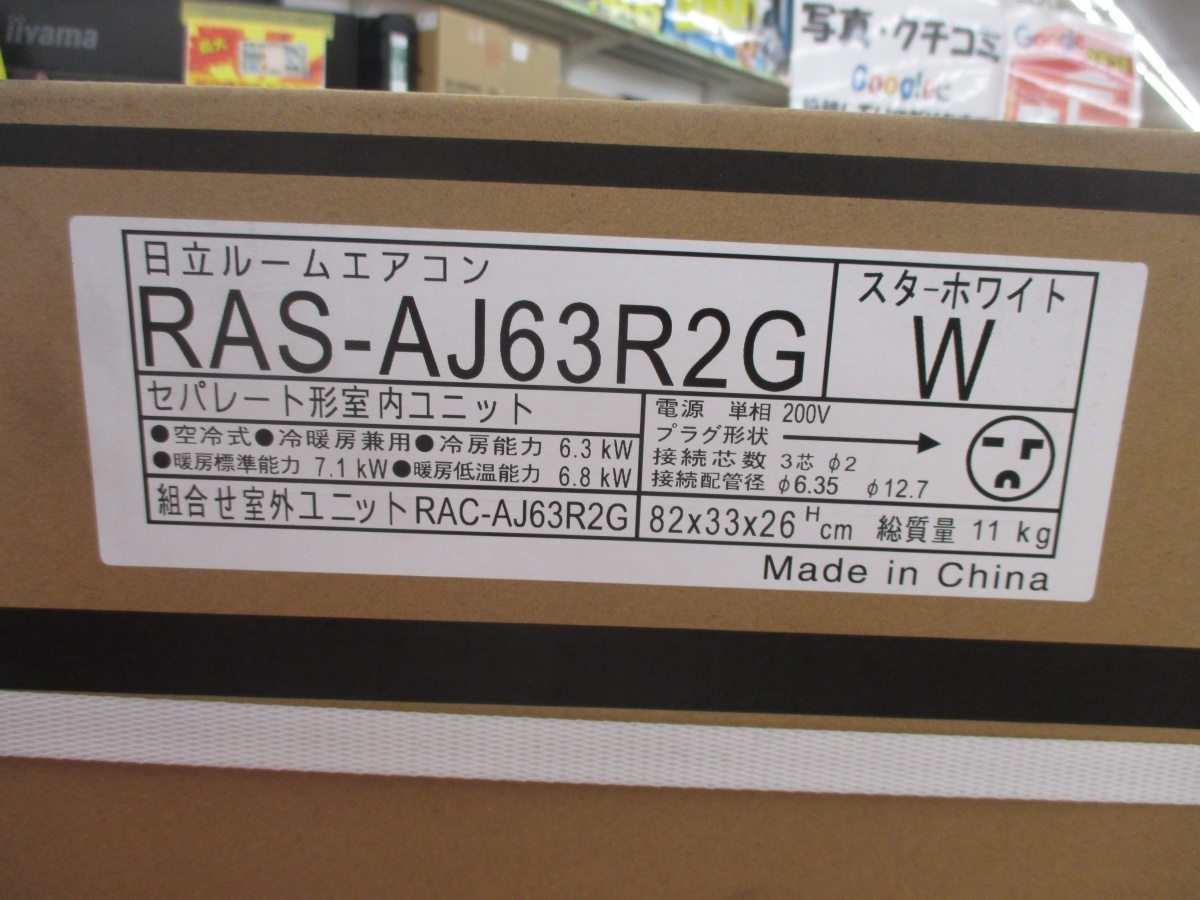 iiyama
写真・クチコミ
Google
Google
日立ルームエアコン
RAS-AJ63R2G
スターホワイト
W
セパレート形室内ユニット
●空冷式●冷暖房兼用●冷房能力 6.3 kW
●暖房標準能力 7.1 kW●暖房低温能力 6.8 kW
組合せ室外ユニットRAC-AJ63R2G
電源 単相 200V
プラグ形状
接続芯数 3芯 φ2
接続配管径 φ6.35 φ12.7
82x33x26 H cm 総質量 11 kg
Made in China